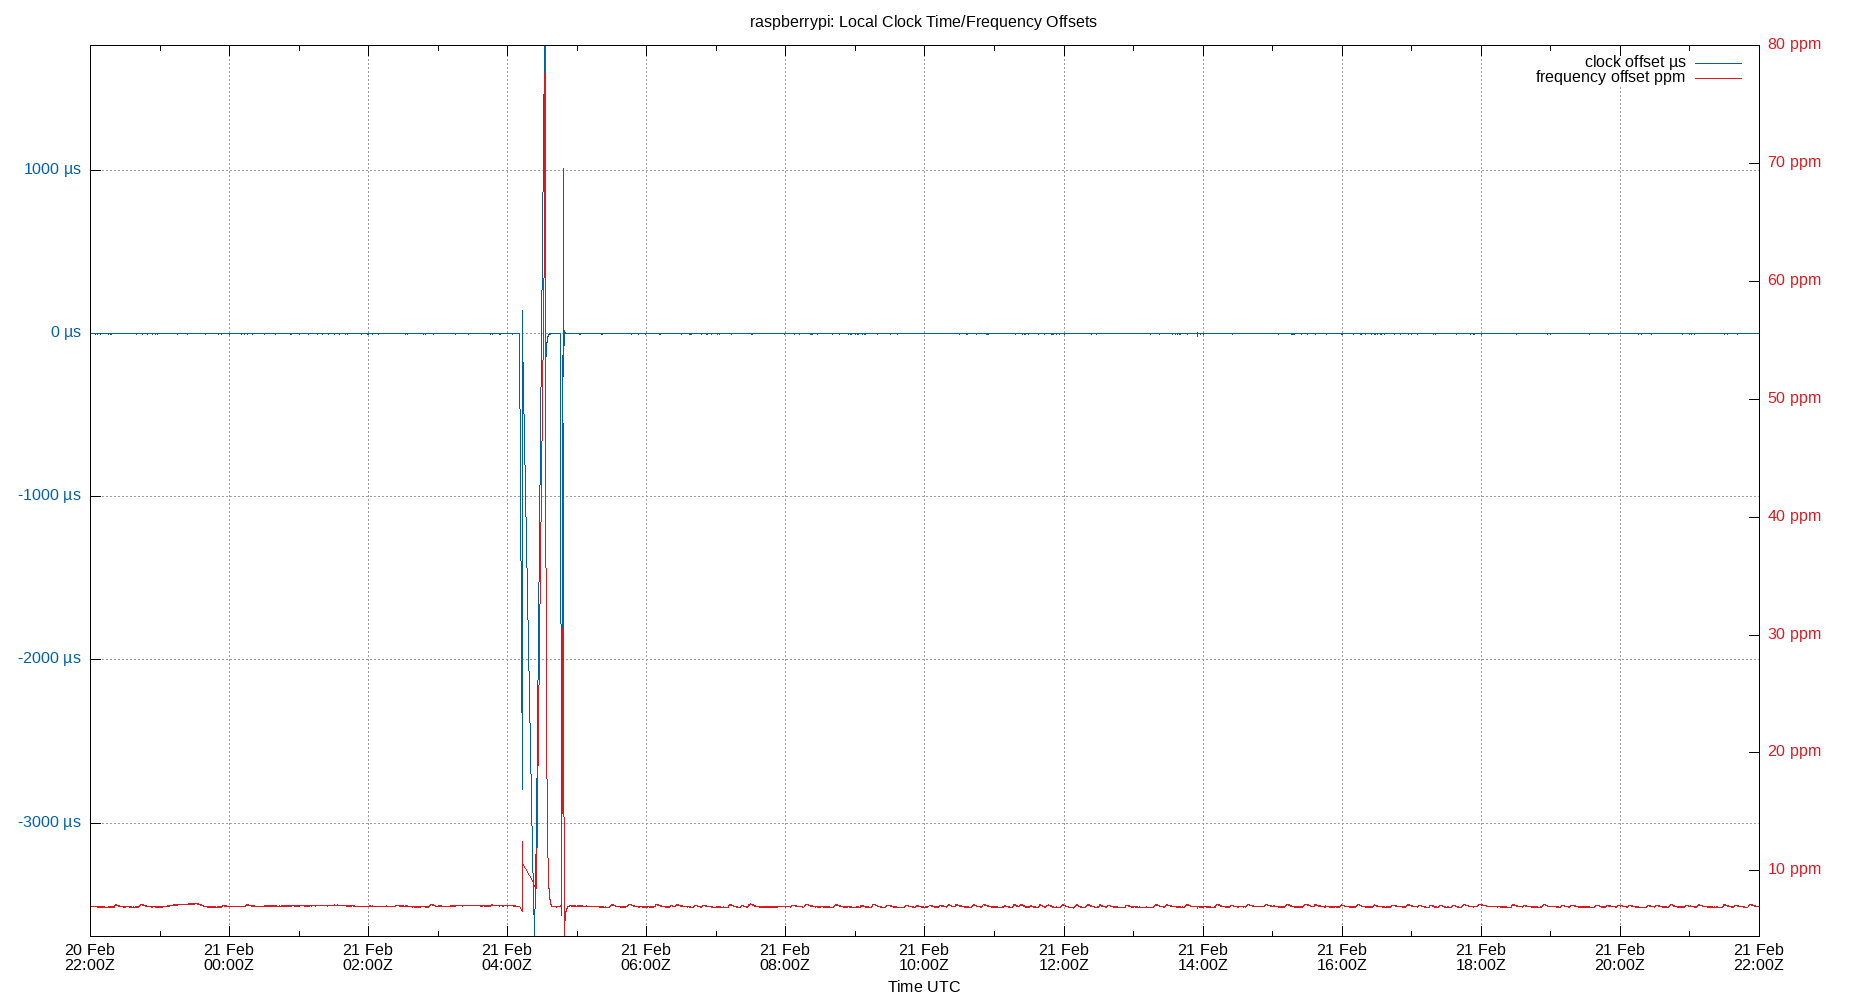 raspberrypi: Local Clock Time/Frequency Offsets
clock offset µs
frequency offset ppm
1000 µs
0 µs
-1000 µs
-2000 µs
-3000 µs
80 ppm
70 ppm
60 ppm
50 ppm
40 ppm
30 ppm
20 ppm
10 ppm
20 Feb 21 Feb 21 Feb 21 Feb 21 Feb 21 Feb 21 Feb 21 Feb 21 Feb 21 Feb 21 Feb 21 Feb 21 Feb
22:00Z 00:00Z 02:00Z 04:00Z 06:00Z 08:00Z 10:00Z 12:00Z 14:00Z 16:00Z 18:00Z 20:00Z 22:00Z
Time UTC